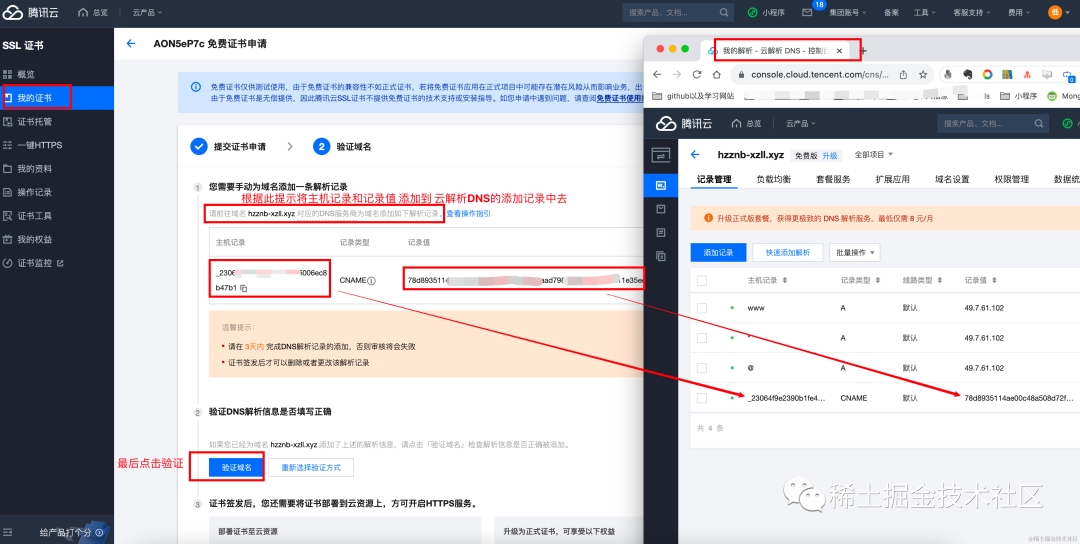 腾讯云 总览 云产品 搜索产品、文档... 小程序 18 集团账号 备案 工具 客服支持 费用
SSL 证书
概览
我的证书
证书托管
一键HTTPS
我的资料
操作记录
证书工具
我的权益
证书监控
给产品打个分
AON5eP7c 免费证书申请
免费证书仅供测试使用，由于免费证书的兼容性不如正式证书，若将免费证书应用在正式项目中可能存在潜在风险从而影响业务，出
由于免费证书是无偿提供，因此腾讯云SSL证书不提供免费证书的技术支持或安装指导。如您申请中遇到问题，请查阅免费证书使用
提交证书申请 2 验证域名
1 您需要手动为域名添加一条解析记录
根据此提示将主机记录和记录值 添加到 云解析DNS的添加记录中去
请前往域名 hzznb-xzll.xyz 对应的DNS服务商为域名添加如下解析记录。查看操作指引
主机记录 记录类型 记录值
_2306 6006ec8
b47b1
CNAME
78d8935114 aad798 11e35e
温馨提示：
• 请在 3天内 完成DNS解析记录的添加，否则审核将会失败
• 证书签发后才可以删除或者更改该解析记录
2 验证DNS解析信息是否填写正确
如果您已经为域名 hzznb-xzll.xyz 添加了上述的解析信息，请点击「验证域名」检查解析信息是否正确被添加。
最后点击验证
验证域名 重新选择验证方式
3 证书签发后，您还需要将证书部署到云资源上，方可开启HTTPS服务。
部署证书至云资源 升级为正式证书，可享受以下权益
我的解析 - 云解析 DNS - 控制台
console.cloud.tencent.com/cns/...
github以及学习网站 ls 小程序 Mong
腾讯云 总览 云产品 搜索产品、文档...
hzznb-xzll.xyz 免费版 升级 全部项目
记录管理 负载均衡 套餐服务 扩展应用 域名设置 权限管理 数据统
升级正式版套餐，获得更极致的 DNS 解析服务，最低仅需 8 元/月
添加记录 快速添加解析 批量操作
主机记录 记录类型 线路类型 记录值
www A 默认 49.7.61.102
* A 默认 49.7.61.102
@ A 默认 49.7.61.102
_23064f9e2390b1fe4... CNAME 默认 78d8935114ae00c48a508d72f...
共 4 条
稀土掘金技术社区
@稀土掘金技术社区